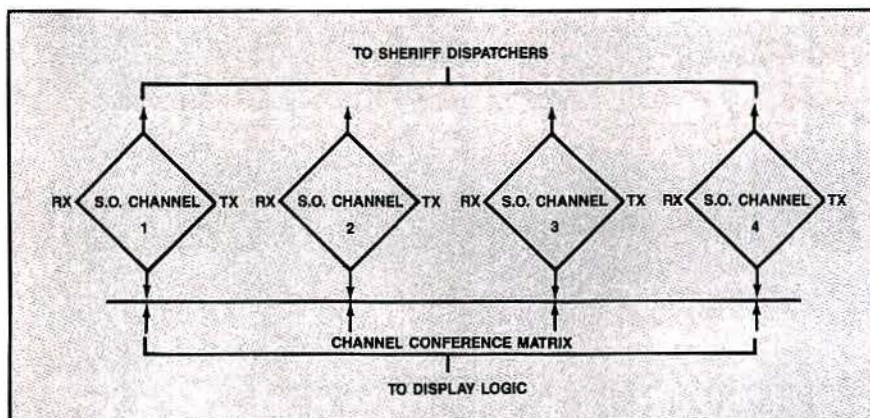 TO SHERIFF DISPATCHERS
RX S.O. CHANNEL 1 TX
RX S.O. CHANNEL 2 TX
RX S.O. CHANNEL 3 TX
RX S.O. CHANNEL 4 TX
CHANNEL CONFERENCE MATRIX
TO DISPLAY LOGIC